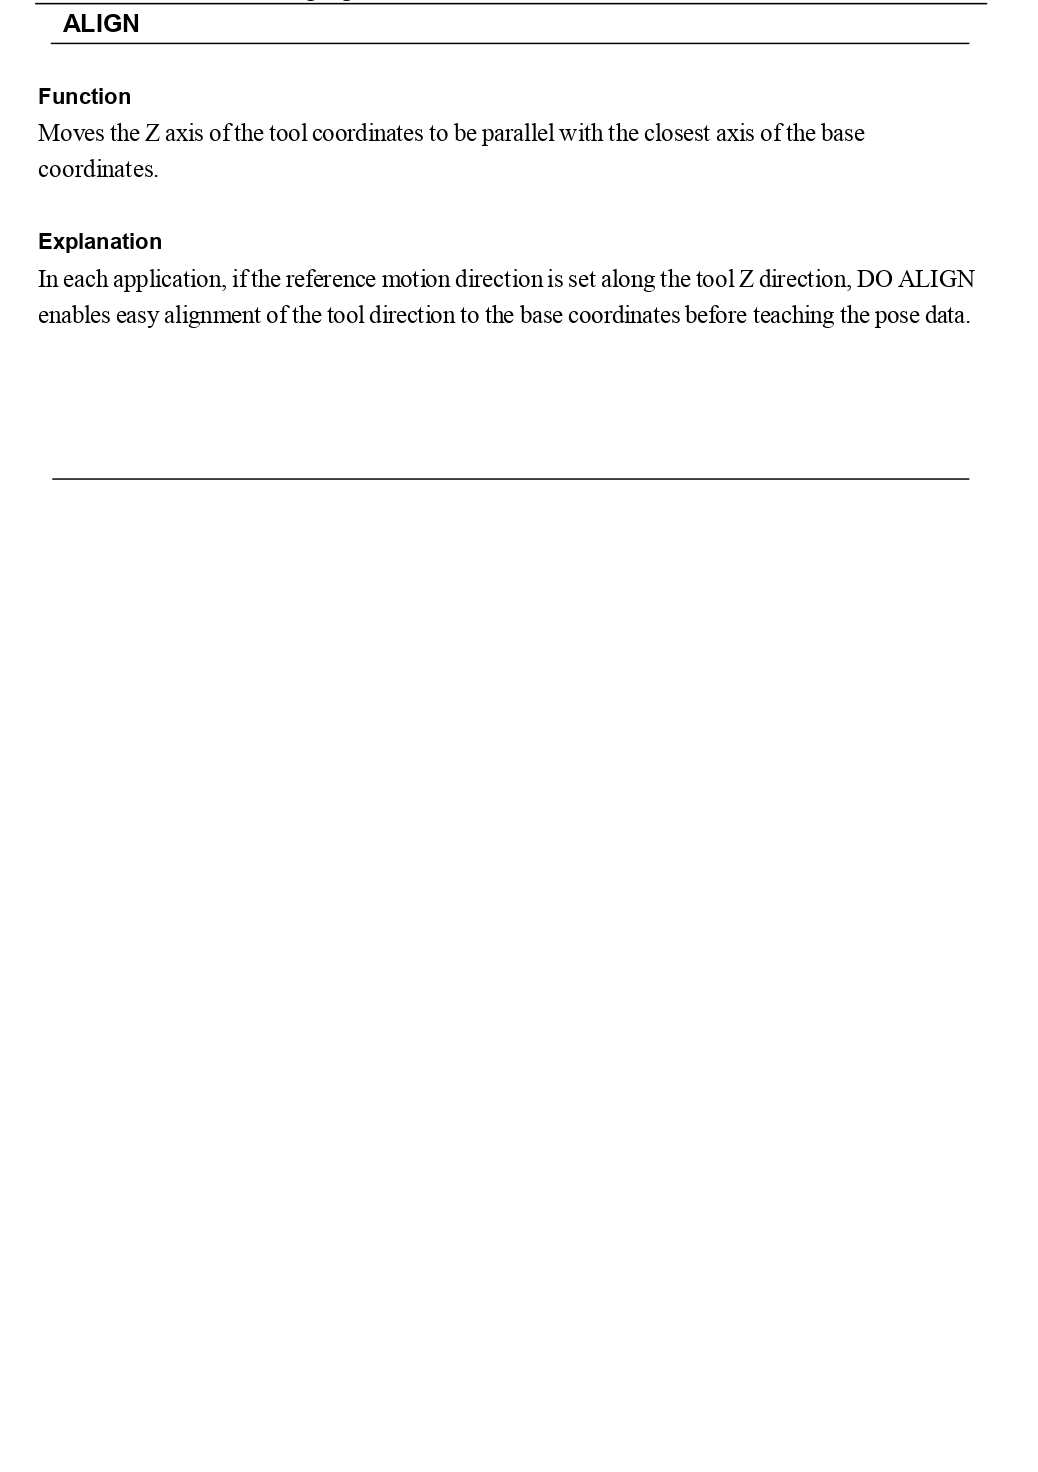 ALIGN
Function
Moves the Z axis of the tool coordinates to be parallel with the closest axis of the base
coordinates.
Explanation
In each application, if the reference motion direction is set along the tool Z direction, DO ALIGN
enables easy alignment of the tool direction to the base coordinates before teaching the pose data.